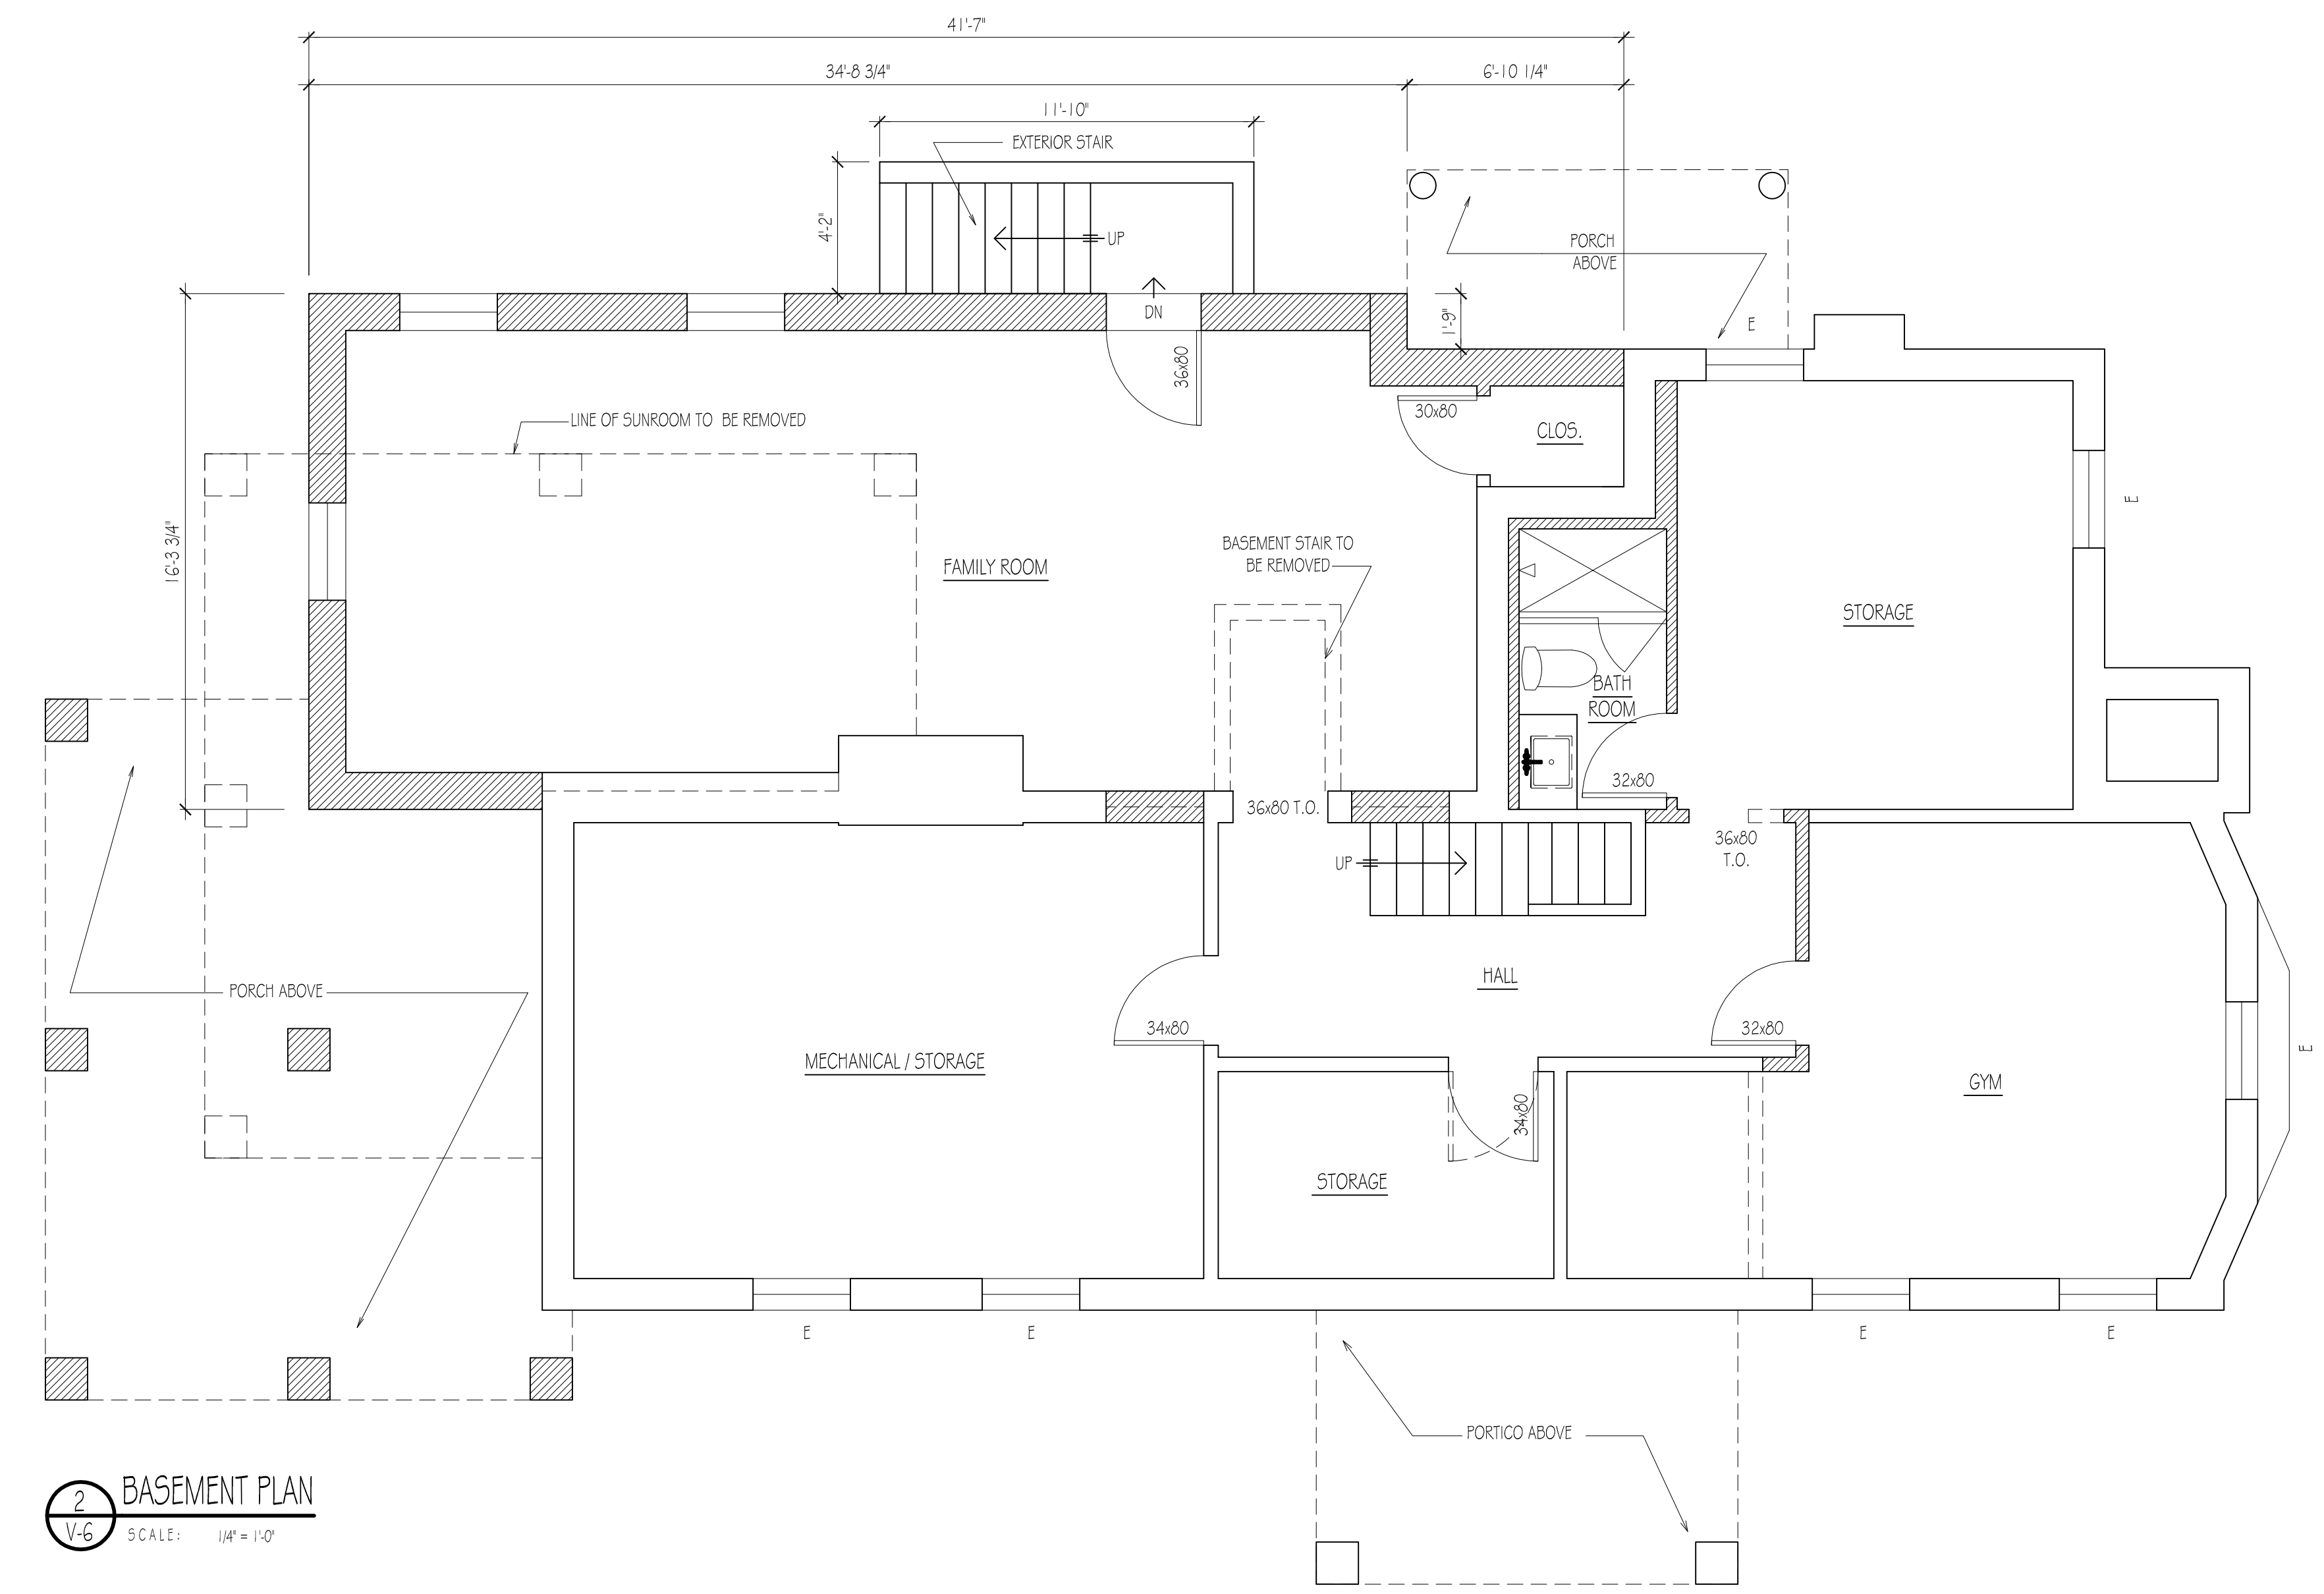 41'-7"
34'-8 3/4"
6'-10 1/4"
11'-10"
EXTERIOR STAIR
4'-2"
UP
PORCH
ABOVE
DN
1'-9"
E
36x80
30x80
CLOS.
LINE OF SUNROOM TO BE REMOVED
E
16'-3 3/4"
BASEMENT STAIR TO
BE REMOVED
FAMILY ROOM
STORAGE
BATH
ROOM
32x80
36x80 T.O.
36x80
T.O.
UP
HALL
PORCH ABOVE
34x80
32x80
E
MECHANICAL / STORAGE
GYM
34x80
STORAGE
E
E
E
E
PORTICO ABOVE
2
V-6
BASEMENT PLAN
SCALE: 1/4" = 1'-0"